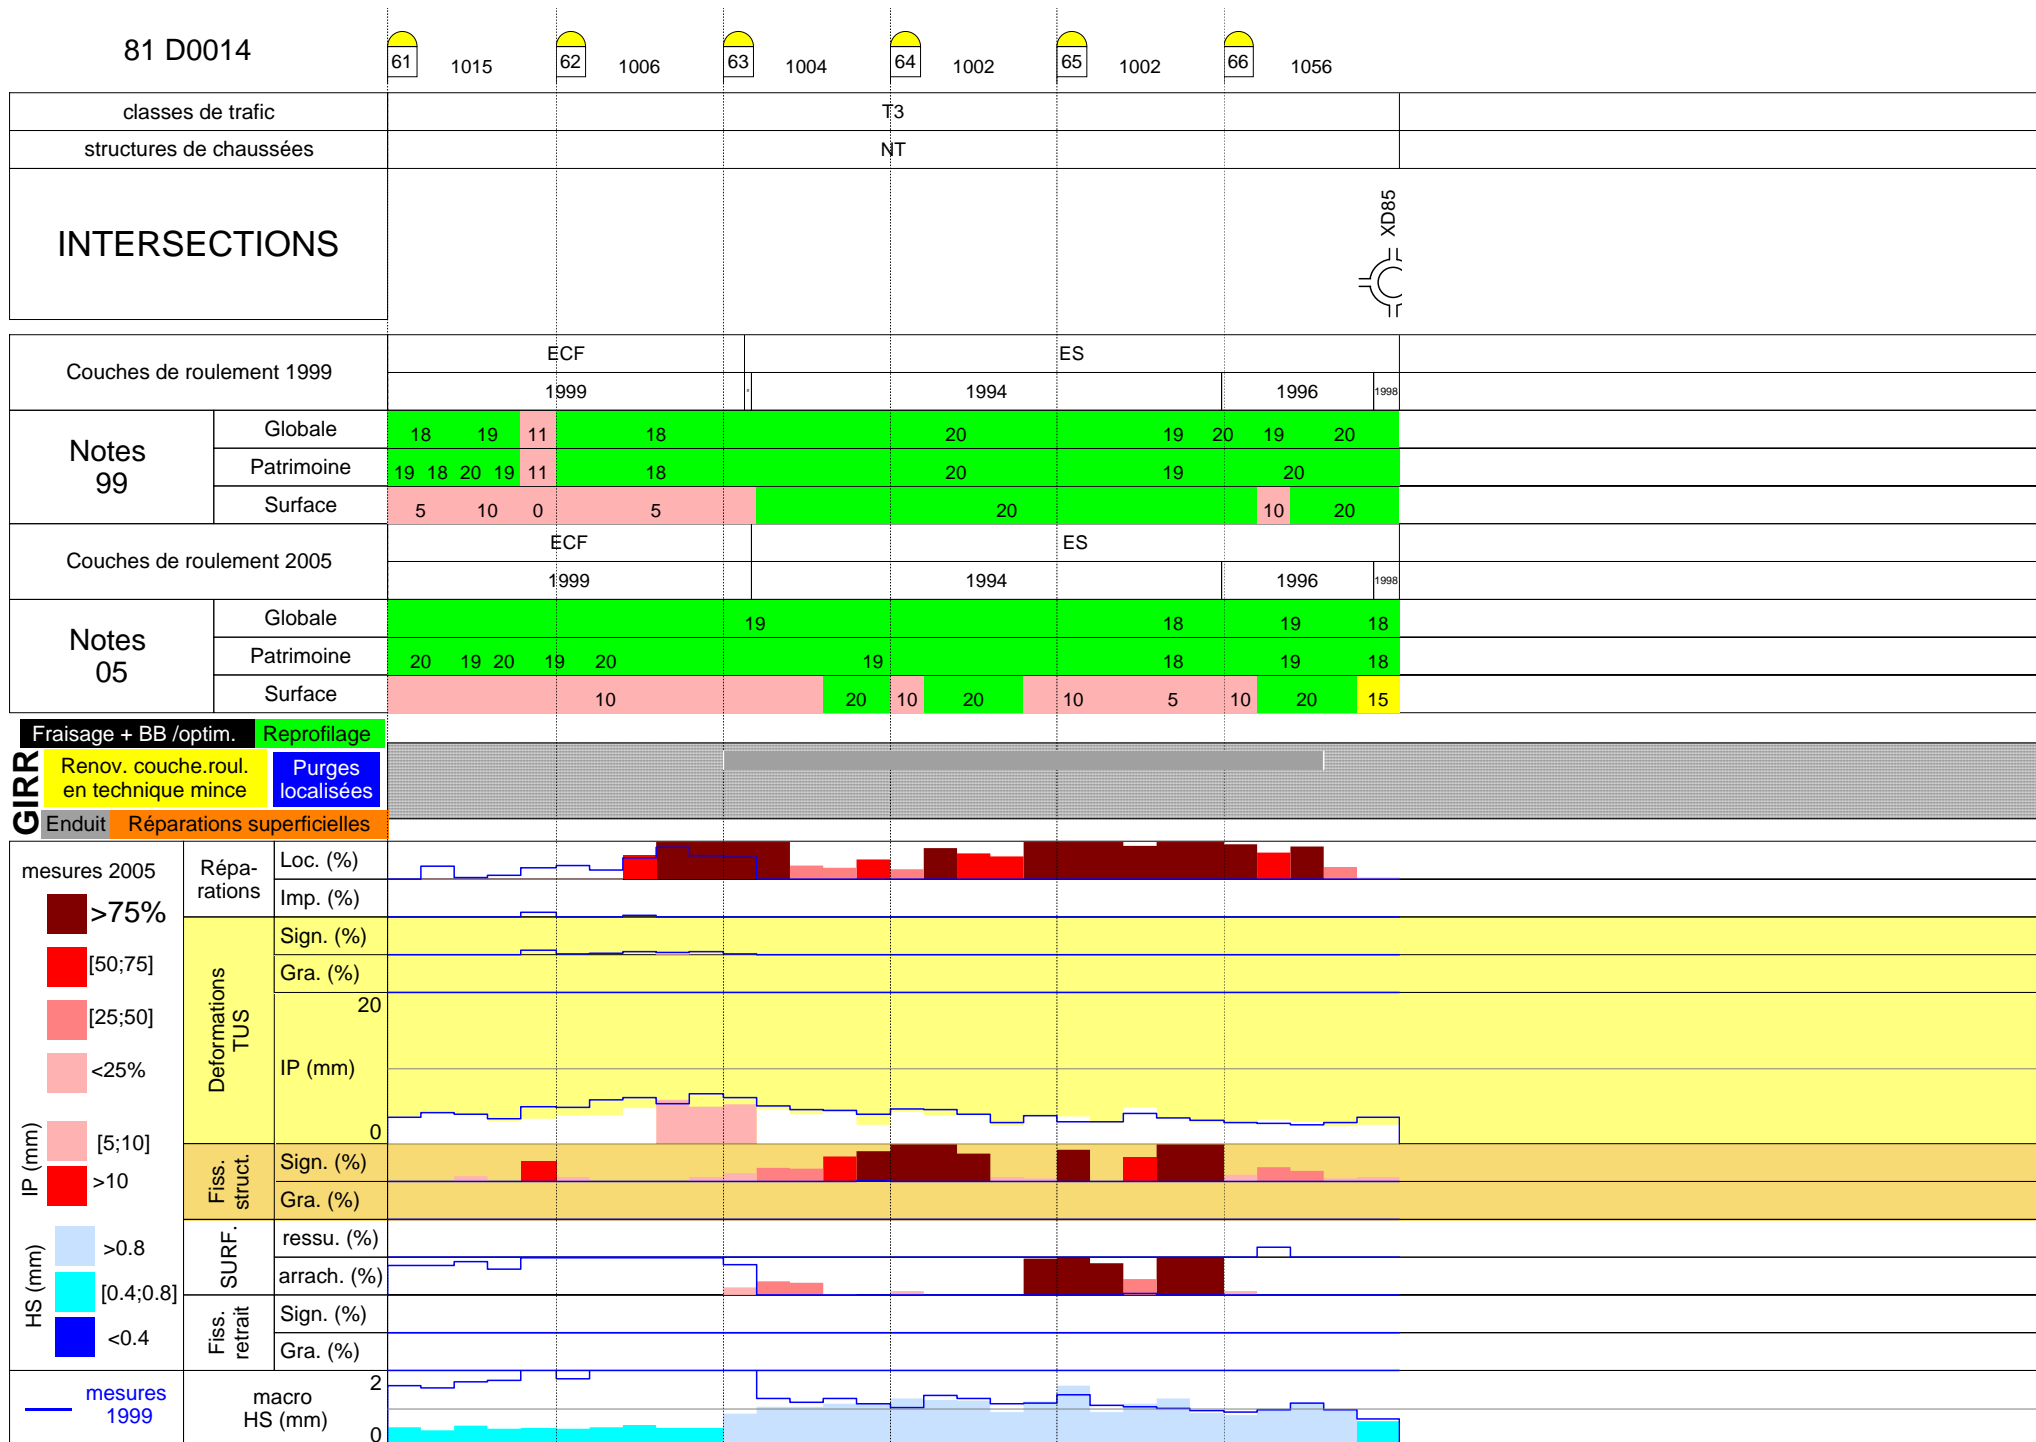 81 D0014
61 1015 62 1006 63 1004 64 1002 65 1002 66 1056
classes de trafic T3
structures de chaussées NT
INTERSECTIONS
XD85
Couches de roulement 1999
ECF ES
1999 1994 1996 1998
Notes 99
Globale 18 19 11 18 20 19 20 19 20
Patrimoine 19 18 20 19 11 18 20 19 20
Surface 5 10 0 5 20 10 20
Couches de roulement 2005
ECF ES
1999 1994 1996 1998
Notes 05
Globale 19 18 19 18
Patrimoine 20 19 20 19 20 19 18 19 18
Surface 10 20 10 20 10 5 10 20 15
GIRR
Fraisage + BB /optim. Reprofilage
Renov. couche.roul. en technique mince
Purges localisées
Enduit Réparations superficielles
mesures 2005
>75%
[50;75]
[25;50]
<25%
IP (mm)
[5;10]
>10
HS (mm)
>0.8
[0.4;0.8]
<0.4
mesures 1999
Répa-
rations
Loc. (%)
Imp. (%)
Deformations
TUS
Sign. (%)
Gra. (%)
20
IP (mm)
0
Fiss.
struct.
Sign. (%)
Gra. (%)
SURF.
ressu. (%)
arrach. (%)
Fiss.
retrait
Sign. (%)
Gra. (%)
macro
HS (mm)
2
0